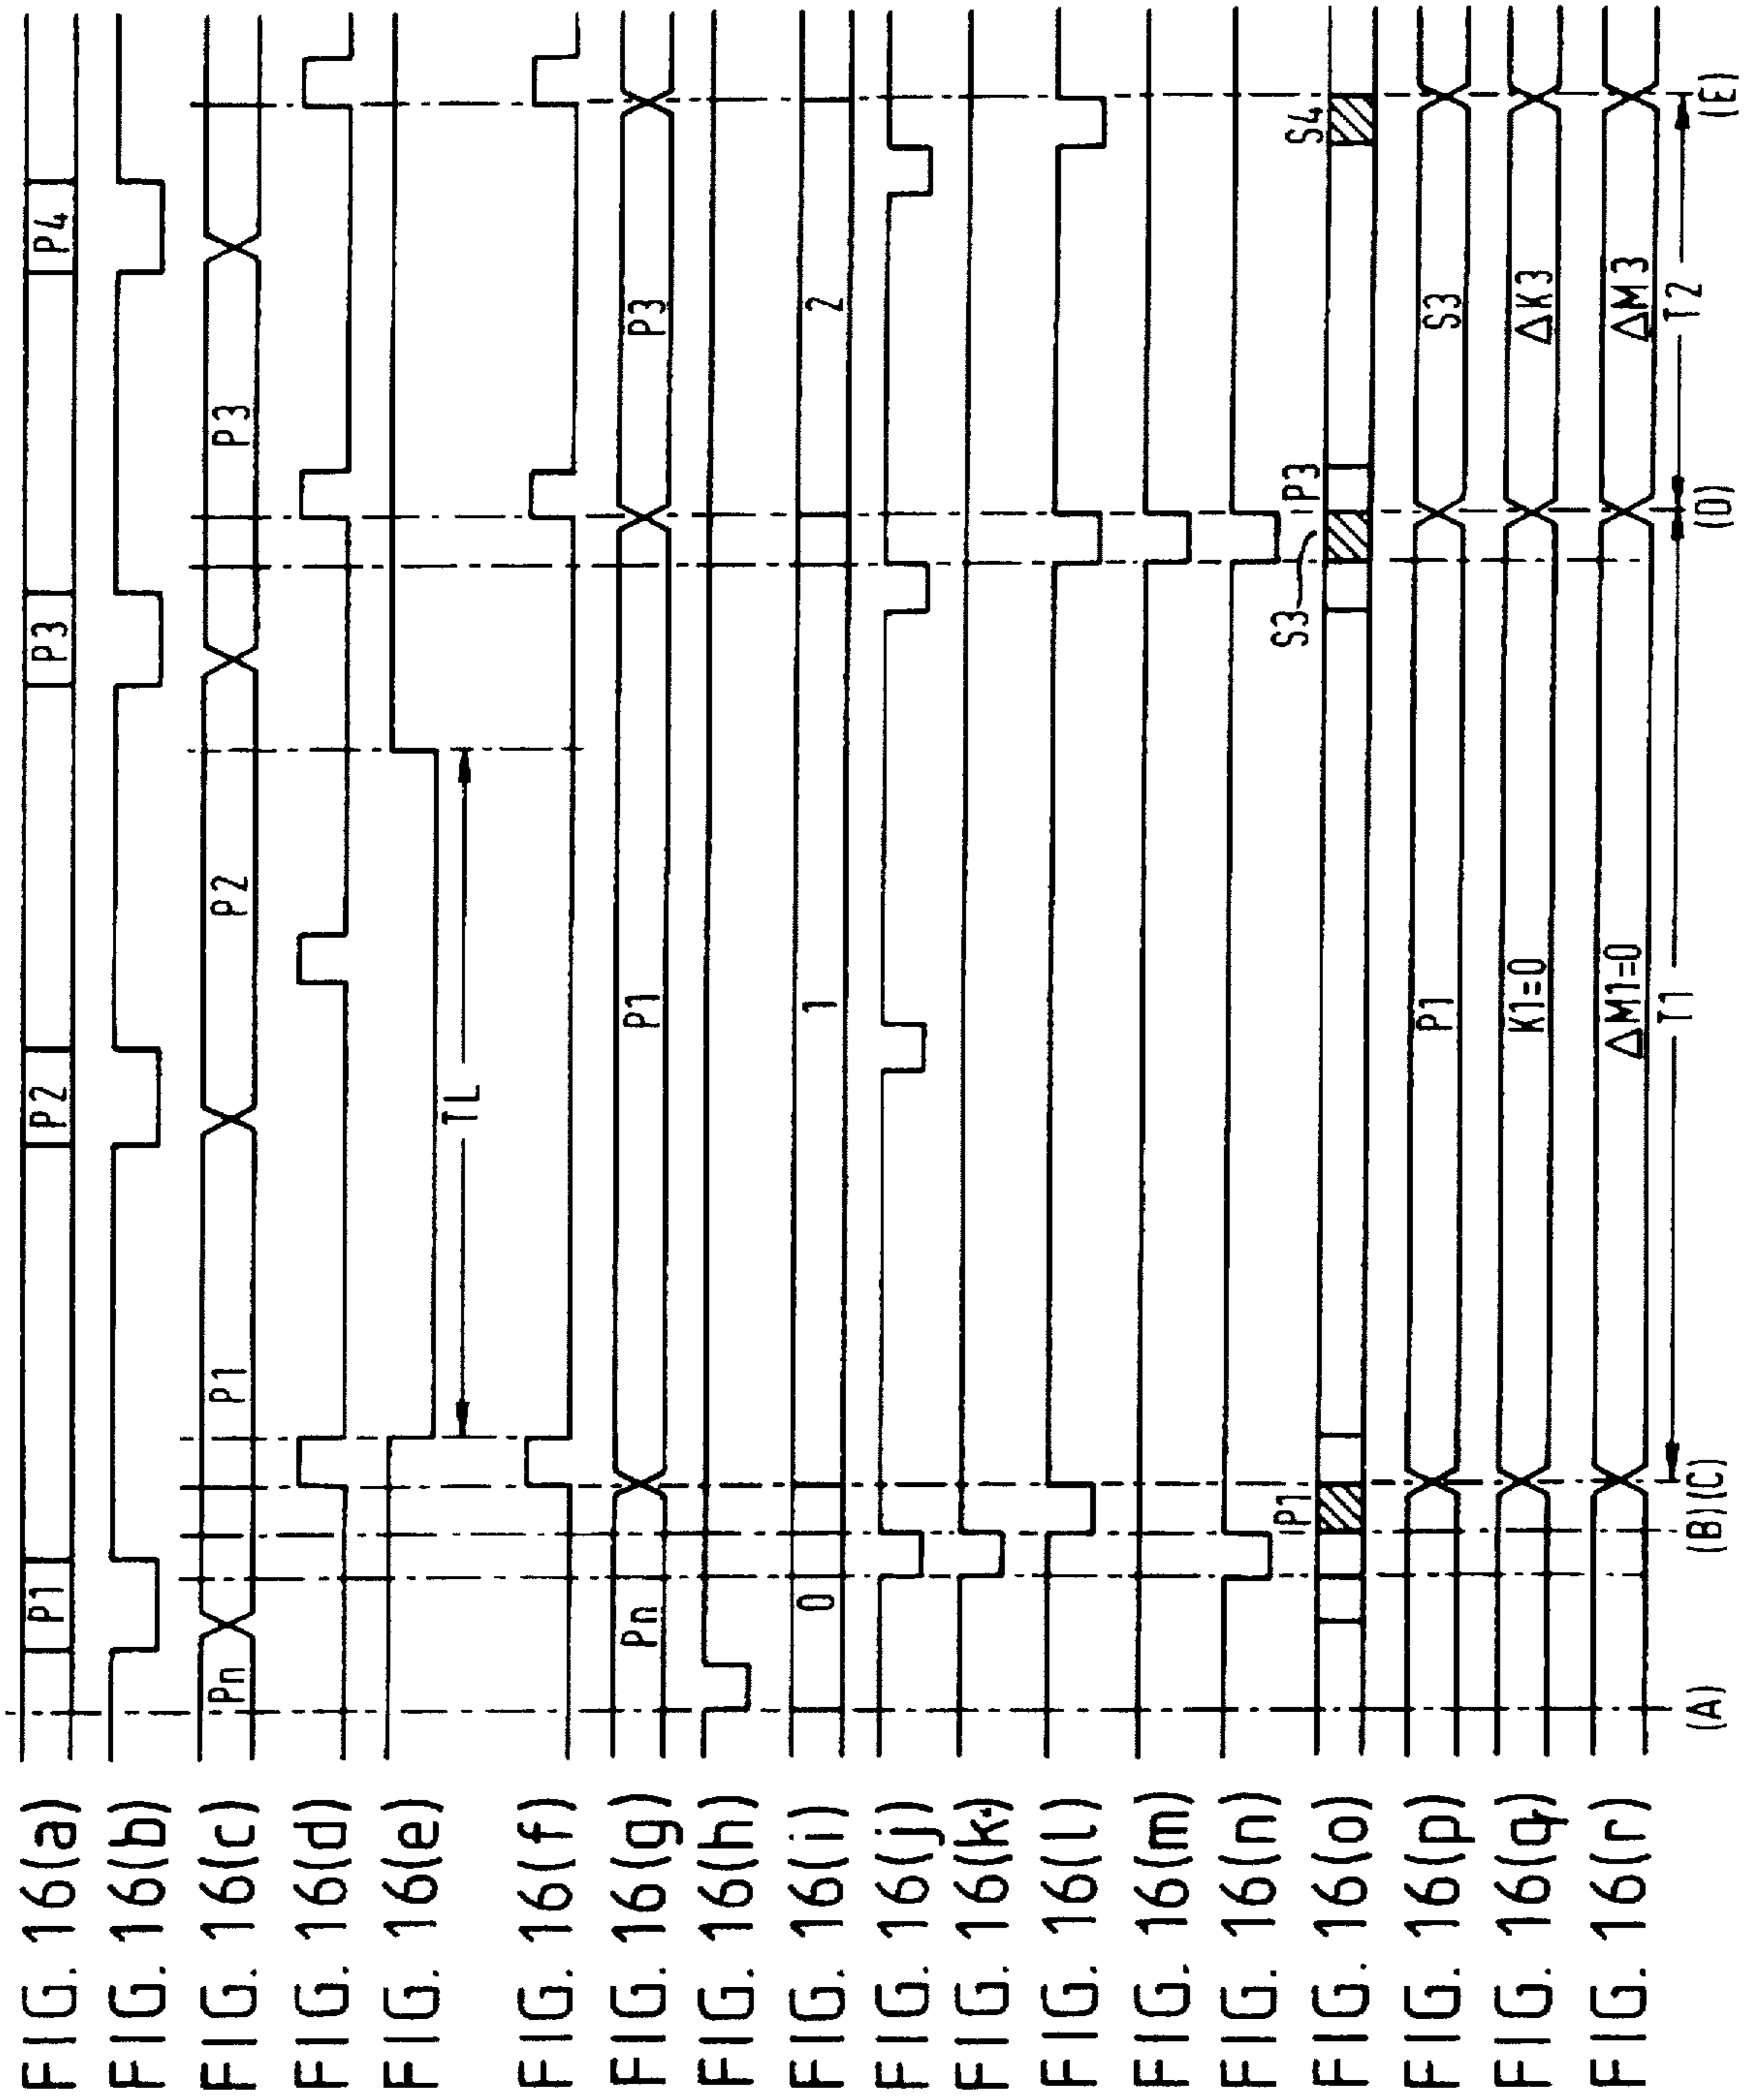 FIG. 16(a) P1 P2 P3 P4
FIG. 16(b)
FIG. 16(c) Pn P1 P2 P3
FIG. 16(d)
FIG. 16(e)
TL
FIG. 16(f)
FIG. 16(g) Pn P1 P3
FIG. 16(h)
FIG. 16(i) 0 1 2
FIG. 16(j)
FIG. 16(k)
FIG. 16(l)
FIG. 16(m)
FIG. 16(n)
P1 S3 P3 S4
FIG. 16(o)
FIG. 16(p) P1 S3
FIG. 16(q) K1=0 △K3
FIG. 16(r) △M1=0 △M3
T1 T2
(A) (B) (C) (D) (E)